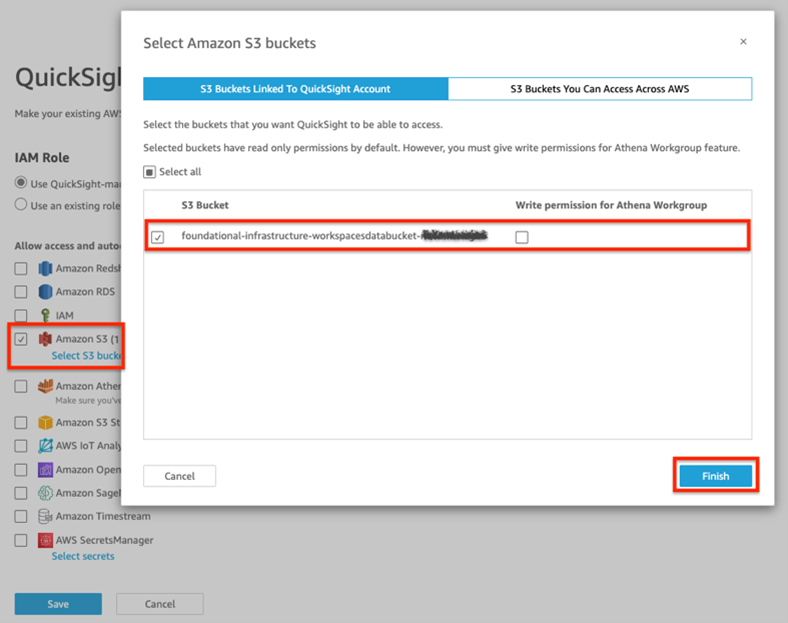 Select Amazon S3 buckets
×
QuickSig
Make your existing AWS
S3 Buckets Linked To QuickSight Account
S3 Buckets You Can Access Across AWS
Select the buckets that you want QuickSight to be able to access.
Selected buckets have read only permissions by default. However, you must give write permissions for Athena Workgroup feature.
Select all
S3 Bucket
Write permission for Athena Workgroup
foundational-infrastructure-workspacesdatabucket-
Cancel
Finish
IAM Role
Use QuickSight-ma
Use an existing role
Allow access and auto
Amazon Redsh
Amazon RDS
IAM
Amazon S3 (1
Select S3 bucke
Amazon Athe
Make sure you've
Amazon S3 St
AWS IoT Analy
Amazon Open
Amazon Sage
Amazon Timestream
AWS SecretsManager
Select secrets
Save
Cancel